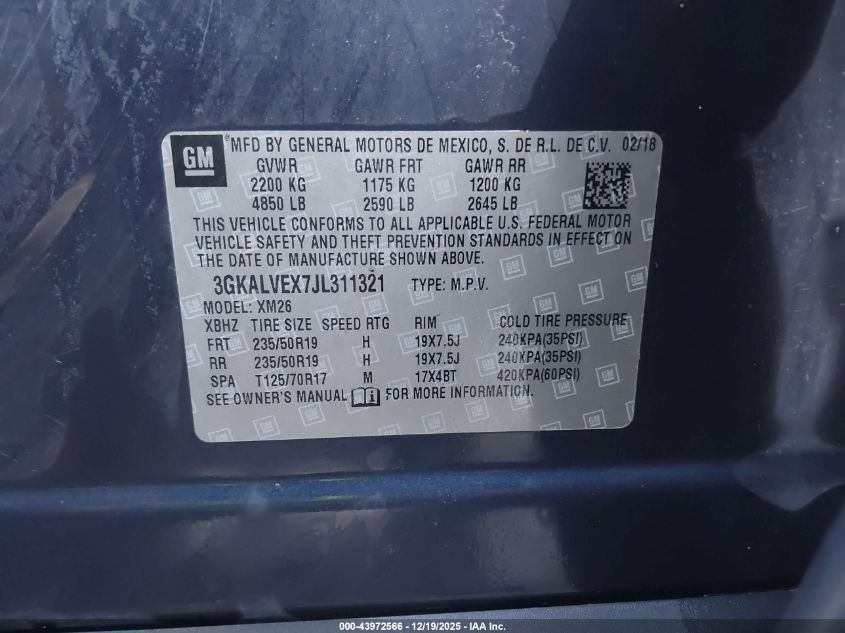 GM ®MFD BY GENERAL MOTORS DE MEXICO, S. DE R.L. DE C.V. 02/18
GVWR GAWR FRT GAWR RR
2200 KG 1175 KG 1200 KG
4850 LB 2590 LB 2645 LB
THIS VEHICLE CONFORMS TO ALL APPLICABLE U.S. FEDERAL MOTOR
VEHICLE SAFETY AND THEFT PREVENTION STANDARDS IN EFFECT ON
THE DATE OF MANUFACTURE SHOWN ABOVE.
3GKALVEX7JL311321 TYPE: M.P.V.
MODEL: XM26
XBHZ TIRE SIZE SPEED RTG RIM COLD TIRE PRESSURE
FRT 235/50R19 H 19X7.5J 240KPA(35PSI)
RR 235/50R19 H 19X7.5J 240KPA(35PSI)
SPA T125/70R17 M 17X4BT 420KPA(60PSI)
SEE OWNER'S MANUAL FOR MORE INFORMATION.
000-43972566 - 12/19/2025 - IAA Inc.